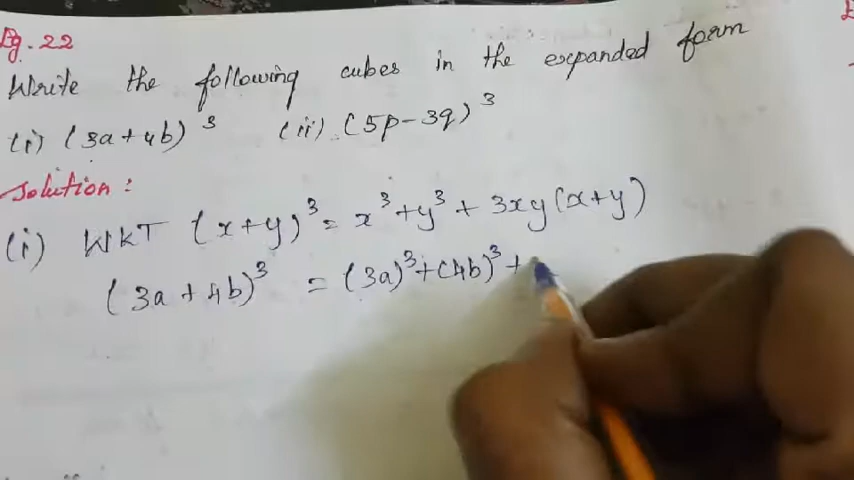 Eg. 22
Write the following cubes in the expanded form
(i) (3a+4b)³ (ii) (5p-3q)³
Solution:
(i) WKT (x+y)³ = x³+y³+3xy(x+y)
(3a+4b)³ = (3a)³+(4b)³+